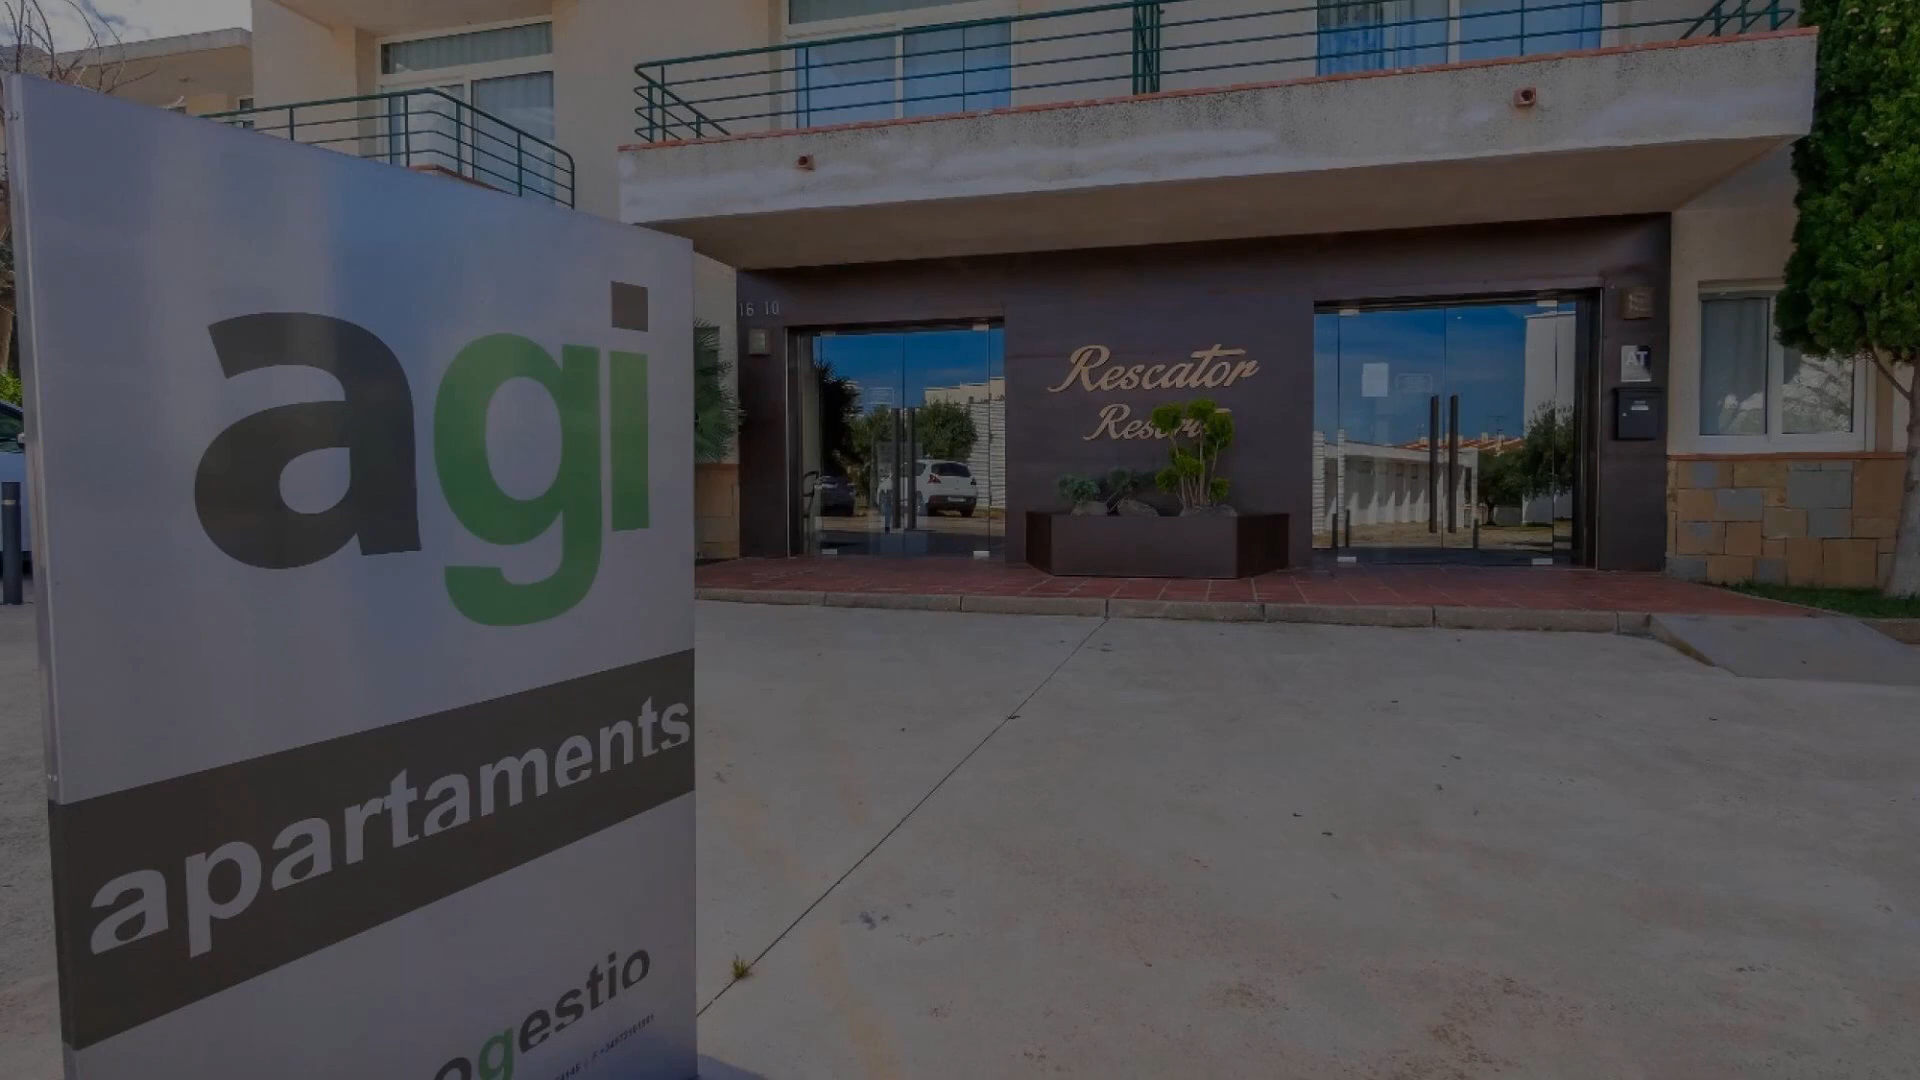 agi
apartaments
gestio
16 10
Rescator
AT